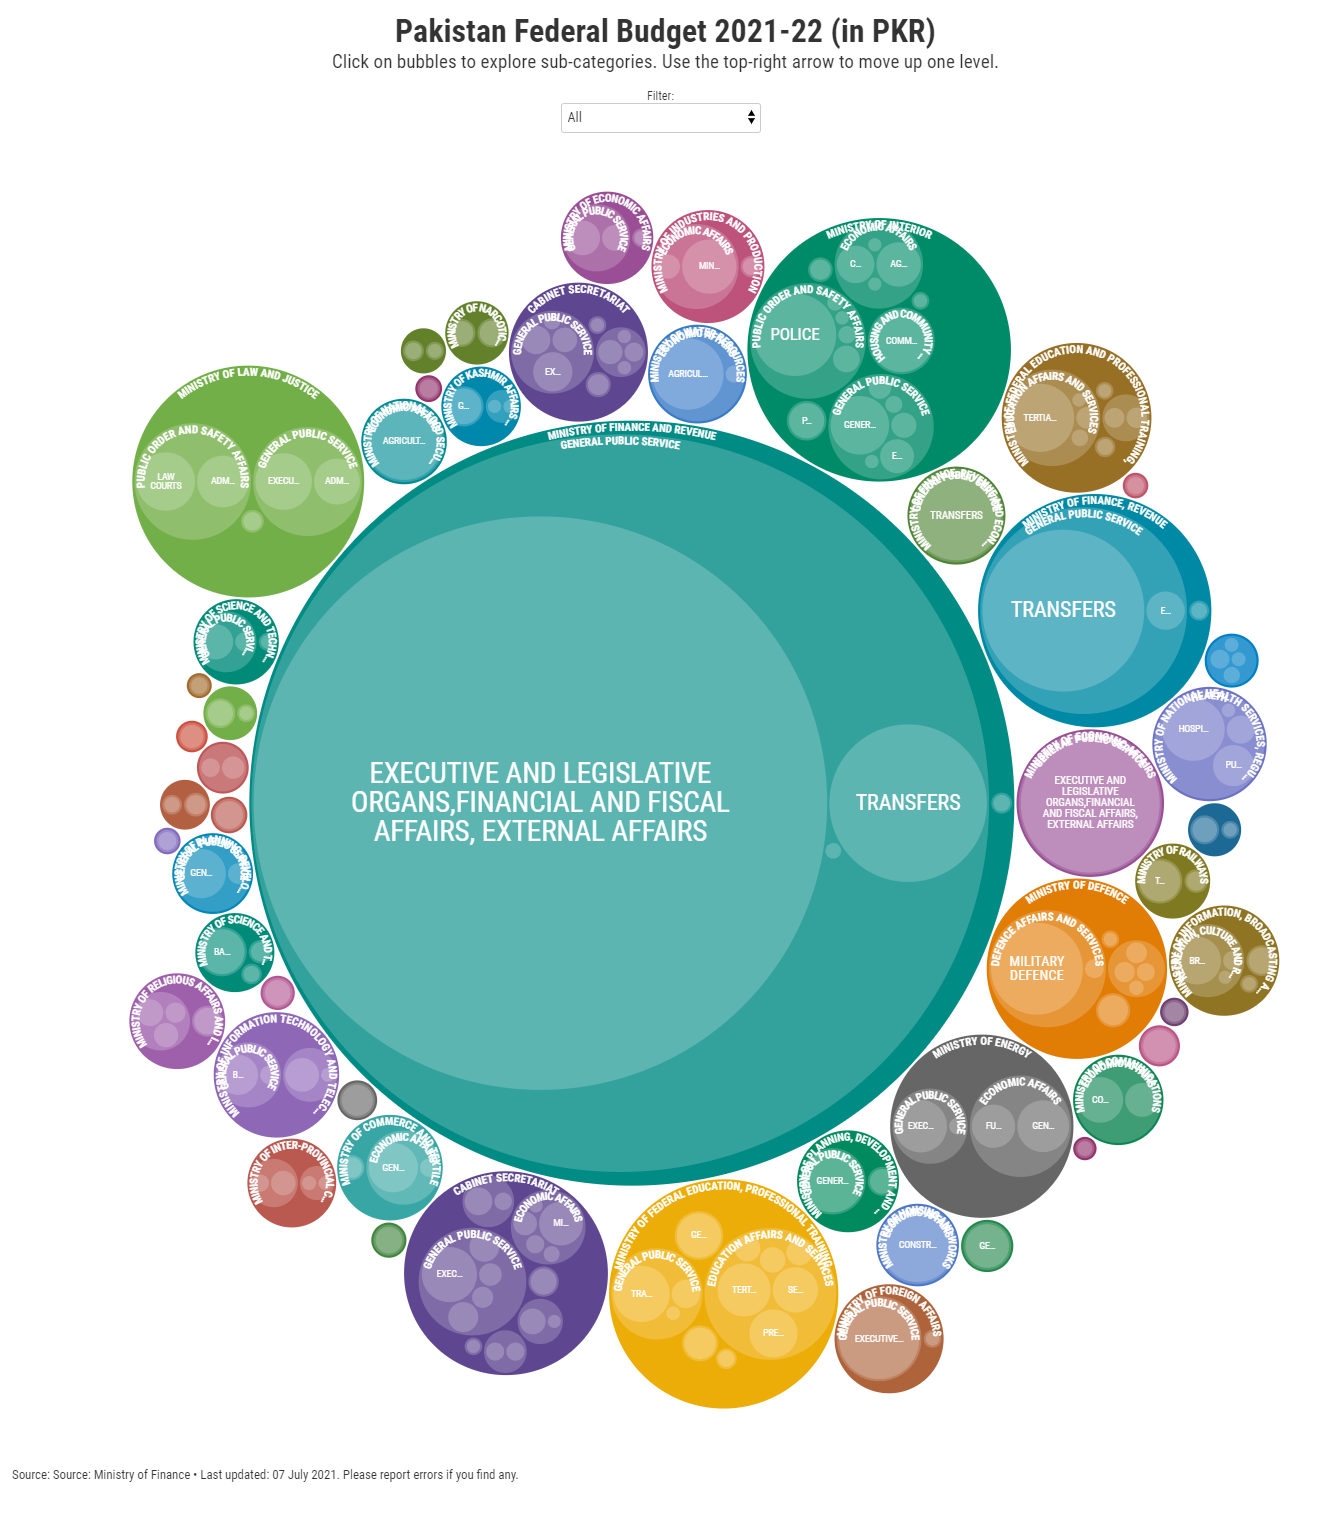 Pakistan Federal Budget 2021-22 (in PKR)
Click on bubbles to explore sub-categories. Use the top-right arrow to move up one level.
Filter:
All
MINISTRY OF ECONOMIC AFFAIRS
GENERAL PUBLIC SERVICE
MINISTRY OF INDUSTRIES AND PRODUCTION
ECONOMIC AFFAIRS
MIN...
MINISTRY OF INTERIOR
ECONOMIC AFFAIRS
C...
AG...
PUBLIC ORDER AND SAFETY AFFAIRS
POLICE
HOUSING AND COMMUNITY ...
COMM...
GENERAL PUBLIC SERVICE
GENER...
E...
P...
CABINET SECRETARIAT
GENERAL PUBLIC SERVICE
EX...
MINISTRY OF NARCOTIC...
MINISTRY OF WATER RESOURCES
ECONOMIC AFFAIRS
AGRICUL...
MINISTRY OF KASHMIR AFFAIRS...
G...
AGRICULT...
MINISTRY OF LAW AND JUSTICE
PUBLIC ORDER AND SAFETY AFFAIRS
LAW
COURTS
ADM...
GENERAL PUBLIC SERVICE
EXECU...
ADM...
MINISTRY OF FEDERAL EDUCATION AND PROFESSIONAL TRAINING,
EDUCATION AFFAIRS AND SERVICES
TERTIA...
MINISTRY OF FINANCE AND REVENUE
GENERAL PUBLIC SERVICE
EXECUTIVE AND LEGISLATIVE
ORGANS,FINANCIAL AND FISCAL
AFFAIRS, EXTERNAL AFFAIRS
TRANSFERS
MINISTRY OF FINANCE, REVENUE AND ECON...
GENERAL PUBLIC SERVICE
TRANSFERS
MINISTRY OF FINANCE, REVENUE
GENERAL PUBLIC SERVICE
TRANSFERS
E...
MINISTRY OF SCIENCE AND TECHN...
GENERAL PUBLIC SERVI...
MINISTRY OF NATIONAL HEALTH SERVICES, REGU...
HEALTH
HOSPI...
PU...
MINISTRY OF ECONOMIC AFFAIRS
GENERAL PUBLIC SERVICE
EXECUTIVE AND
LEGISLATIVE
ORGANS,FINANCIAL
AND FISCAL AFFAIRS,
EXTERNAL AFFAIRS
MINISTRY OF RAILWAYS
T...
GEN...
MINISTRY OF DEFENCE
DEFENCE AFFAIRS AND SERVICES
MILITARY
DEFENCE
MINISTRY OF INFORMATION, BROADCASTING A...
RECREATION, CULTURE AND R...
BR...
MINISTRY OF SCIENCE AND T...
BA...
MINISTRY OF RELIGIOUS AFFAIRS AND I...
MINISTRY OF INFORMATION TECHNOLOGY AND TELEC...
GENERAL PUBLIC SERVICE
B...
MINISTRY OF ENERGY
GENERAL PUBLIC SERVICE
EXEC...
ECONOMIC AFFAIRS
FU...
GEN...
MINISTRY OF COMMUNICATIONS
ECONOMIC AFFAIRS
CO...
MINISTRY OF COMMERCE AND TEXTILE
ECONOMIC AFFAIRS
GEN...
MINISTRY OF INTER-PROVINCIAL C...
MINISTRY OF PLANNING, DEVELOPMENT AND ...
GENERAL PUBLIC SERVICE
GENER...
CABINET SECRETARIAT
ECONOMIC AFFAIRS
MI...
GENERAL PUBLIC SERVICE
EXEC...
MINISTRY OF FEDERAL EDUCATION, PROFESSIONAL TRAINING
GE...
GENERAL PUBLIC SERVICE
TRA...
EDUCATION AFFAIRS AND SERVICES
TERT...
SE...
PRE...
MINISTRY OF HOUSING AND WORKS
CONSTR...
GE...
MINISTRY OF FOREIGN AFFAIRS
GENERAL PUBLIC SERVICE
EXECUTIVE...
Source: Source: Ministry of Finance • Last updated: 07 July 2021. Please report errors if you find any.